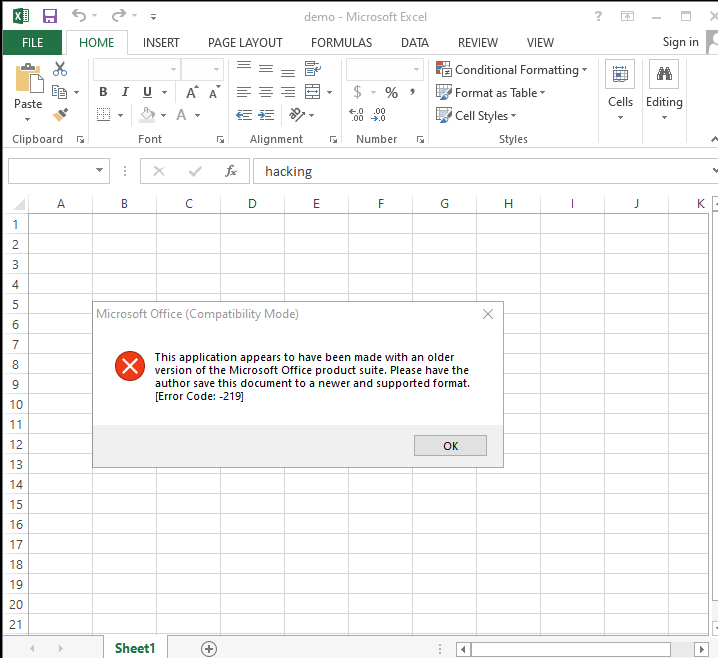 demo - Microsoft Excel
?
FILE HOME INSERT PAGE LAYOUT FORMULAS DATA REVIEW VIEW Sign in
Paste
B I U A A
A
$ % ,
.00 .00
Conditional Formatting
Format as Table
Cell Styles
Cells
Editing
Clipboard Font Alignment Number Styles
fx hacking
A B C D E F G H I J K
1
2
3
4
5
6
7
8
9
10
11
12
13
14
15
16
17
18
19
20
21
Microsoft Office (Compatibility Mode)
This application appears to have been made with an older
version of the Microsoft Office product suite. Please have the
author save this document to a newer and supported format.
[Error Code: -219]
OK
Sheet1